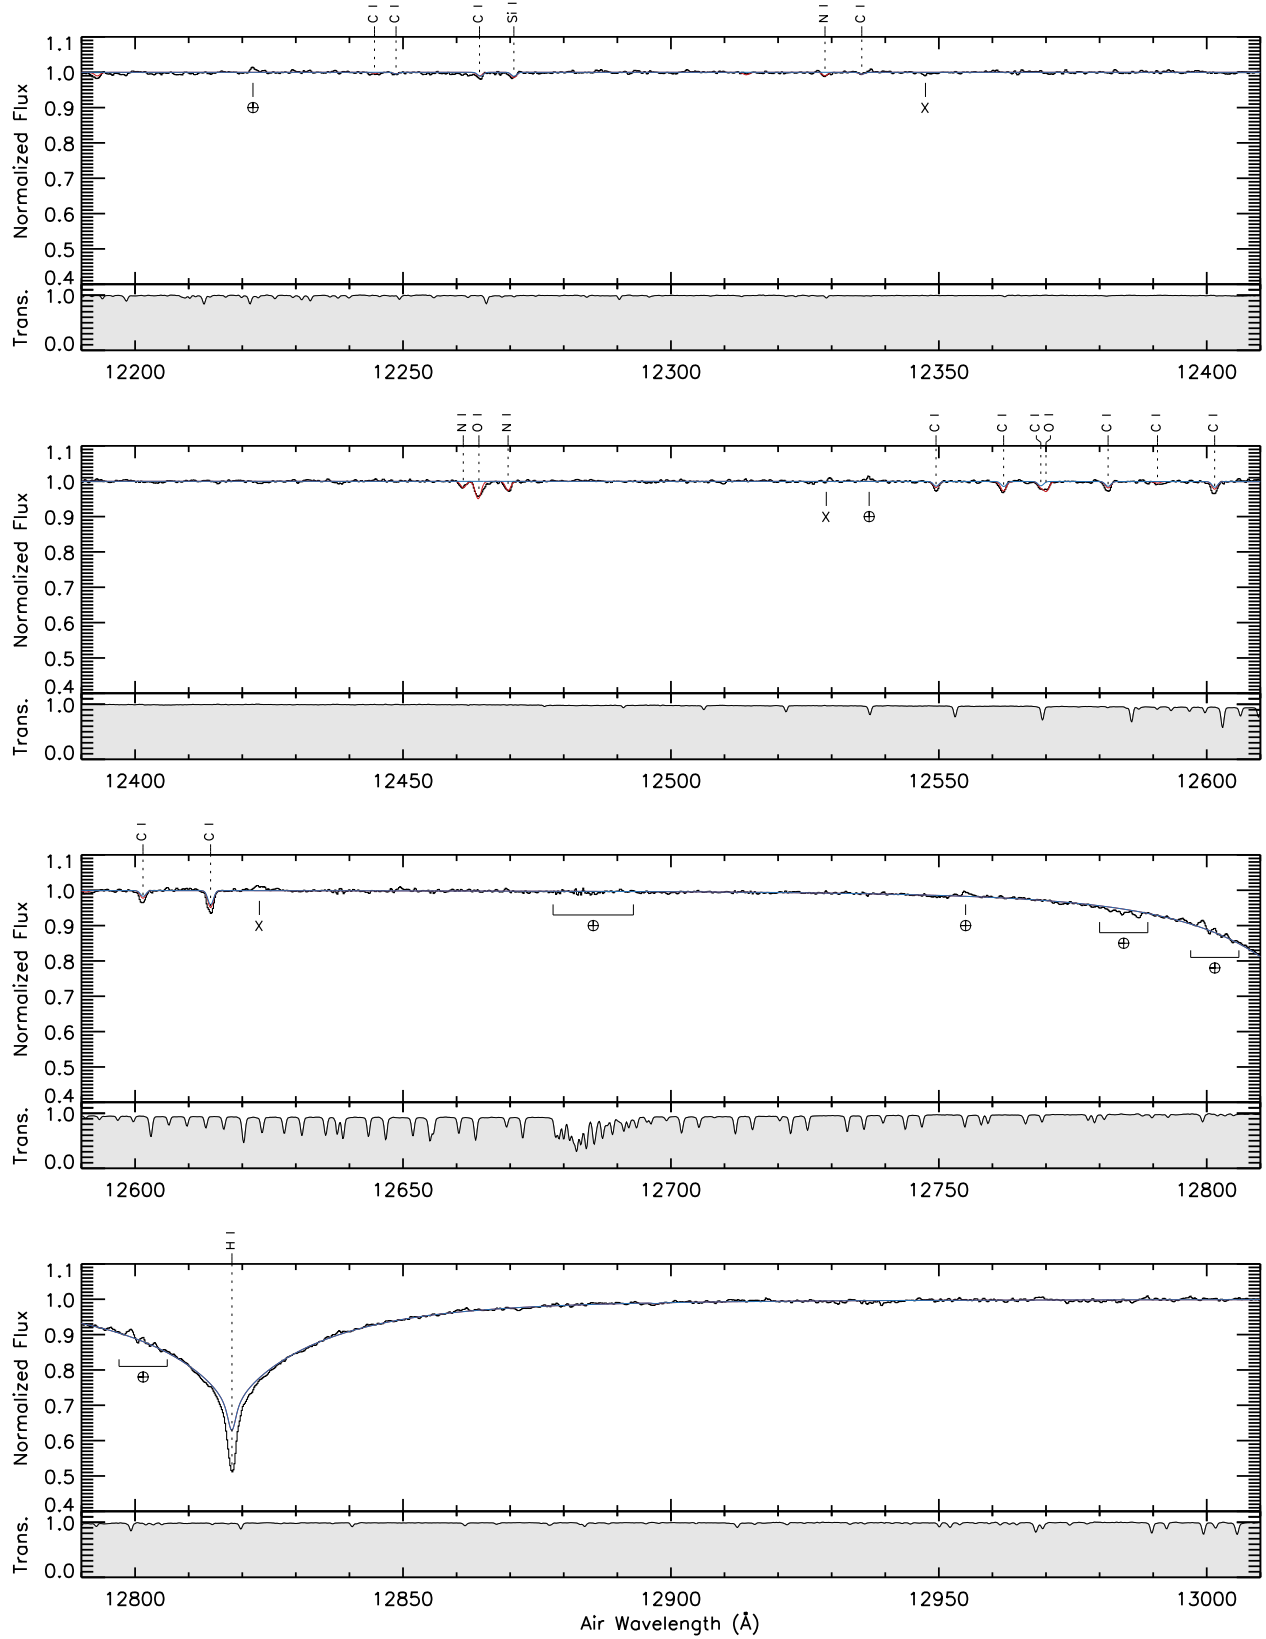 C I C I C I Si I N I C I
1.1
1.0
0.9
0.8
0.7
0.6
0.5
0.4
Normalized Flux
⊕ X
1.0
0.0
Trans.
12200 12250 12300 12350 12400
N I O I N I C I C I C I O I C I C I C I
1.1
1.0
0.9
0.8
0.7
0.6
0.5
0.4
Normalized Flux
X ⊕
1.0
0.0
Trans.
12400 12450 12500 12550 12600
C I C I
1.1
1.0
0.9
0.8
0.7
0.6
0.5
0.4
Normalized Flux
X ⊕ ⊕ ⊕ ⊕
1.0
0.0
Trans.
12600 12650 12700 12750 12800
H I
1.1
1.0
0.9
0.8
0.7
0.6
0.5
0.4
Normalized Flux
⊕
1.0
0.0
Trans.
12800 12850 12900 12950 13000
Air Wavelength (Å)